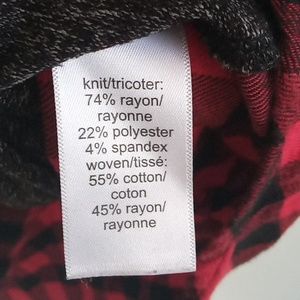 knit/tricoter:
74% rayon/
rayonne
22% polyester
4% spandex
woven/tissé:
55% cotton/
coton
45% rayon/
rayonne